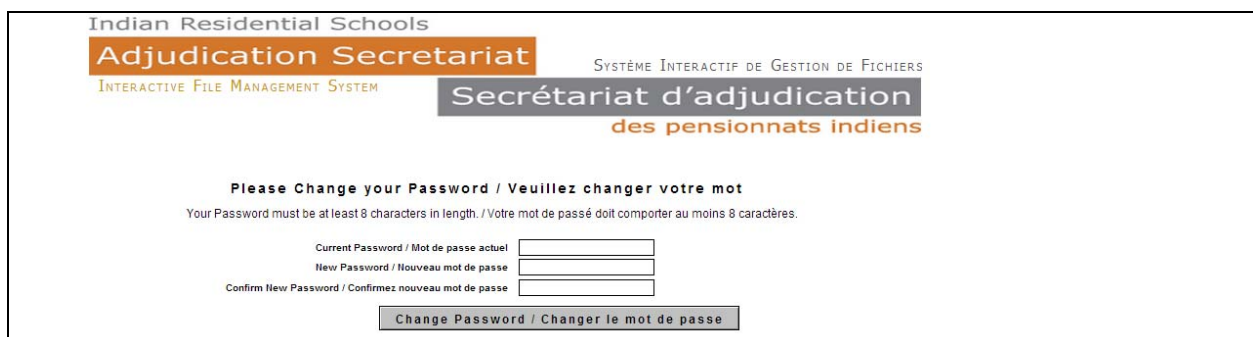 Indian Residential Schools
Adjudication Secretariat
INTERACTIVE FILE MANAGEMENT SYSTEM
SYSTÈME INTERACTIF DE GESTION DE FICHIERS
Secrétariat d'adjudication
des pensionnats indiens
Please Change your Password / Veuillez changer votre mot
Your Password must be at least 8 characters in length. / Votre mot de passé doit comporter au moins 8 caractères.
Current Password / Mot de passe actuel
New Password / Nouveau mot de passe
Confirm New Password / Confirmez nouveau mot de passe
Change Password / Changer le mot de passe